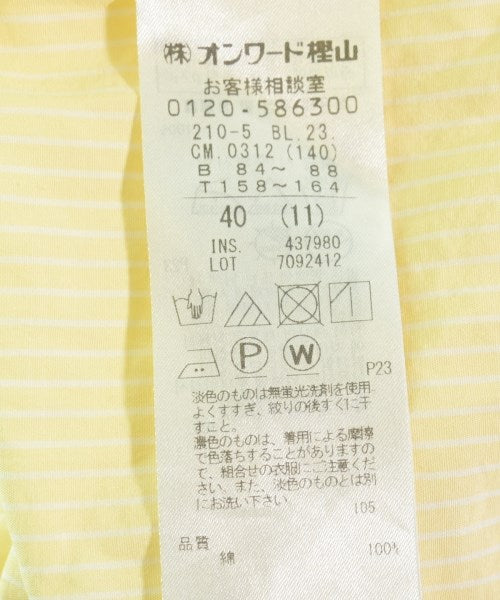 ㈱オンワード樫山
お客様相談室
0120-586300
210-5 BL.23.
CM.0312 (140)
B 84～ 88
T158～164
40 (11)
INS. 437980
LOT 7092412
P W
P23
淡色のものは無蛍光洗剤を使用
よくすすぎ、絞りの後すぐに干
すこと。
濃色のものは、着用による摩擦
で色落ちすることがありますの
で、組合せの衣服にご注意くだ
さい。また、淡色のものとは別
にお洗い下さい。
105
品質
綿 100%